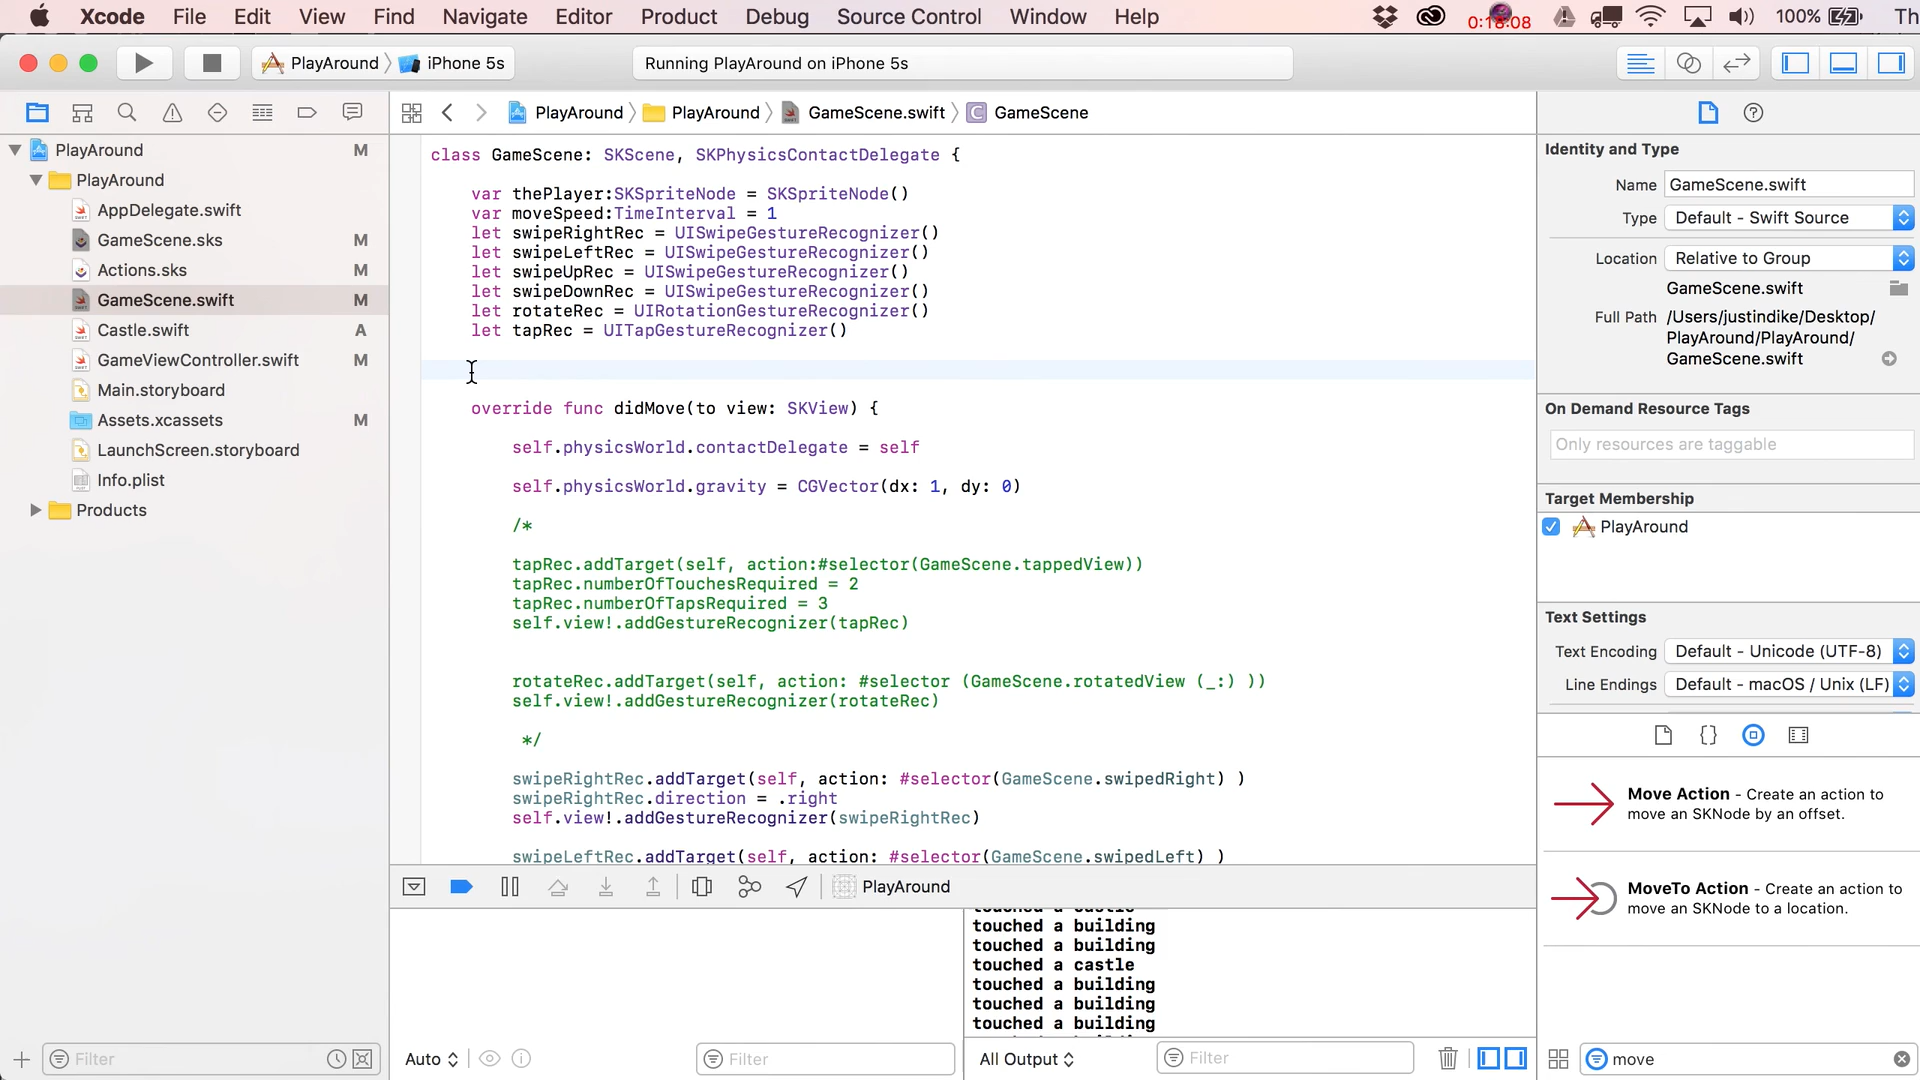 Xcode File Edit View Find Navigate Editor Product Debug Source Control Window Help 0:18:08 100% Th
PlayAround iPhone 5s Running PlayAround on iPhone 5s
PlayAround PlayAround GameScene.swift GameScene
PlayAround M
PlayAround
AppDelegate.swift
GameScene.sks M
Actions.sks M
GameScene.swift M
Castle.swift A
GameViewController.swift M
Main.storyboard
Assets.xcassets M
LaunchScreen.storyboard
Info.plist
Products
Filter
class GameScene: SKScene, SKPhysicsContactDelegate {
var thePlayer:SKSpriteNode = SKSpriteNode()
var moveSpeed:TimeInterval = 1
let swipeRightRec = UISwipeGestureRecognizer()
let swipeLeftRec = UISwipeGestureRecognizer()
let swipeUpRec = UISwipeGestureRecognizer()
let swipeDownRec = UISwipeGestureRecognizer()
let rotateRec = UIRotationGestureRecognizer()
let tapRec = UITapGestureRecognizer()
override func didMove(to view: SKView) {
self.physicsWorld.contactDelegate = self
self.physicsWorld.gravity = CGVector(dx: 1, dy: 0)
/*
tapRec.addTarget(self, action:#selector(GameScene.tappedView))
tapRec.numberOfTouchesRequired = 2
tapRec.numberOfTapsRequired = 3
self.view!.addGestureRecognizer(tapRec)
rotateRec.addTarget(self, action: #selector (GameScene.rotatedView (_:) ))
self.view!.addGestureRecognizer(rotateRec)
*/
swipeRightRec.addTarget(self, action: #selector(GameScene.swipedRight) )
swipeRightRec.direction = .right
self.view!.addGestureRecognizer(swipeRightRec)
swipeLeftRec.addTarget(self, action: #selector(GameScene.swipedLeft) )
PlayAround
touched a castle
touched a building
touched a building
touched a castle
touched a building
touched a building
touched a building
Auto Filter All Output Filter
Identity and Type
Name GameScene.swift
Type Default - Swift Source
Location Relative to Group
GameScene.swift
Full Path /Users/justindike/Desktop/
PlayAround/PlayAround/
GameScene.swift
On Demand Resource Tags
Only resources are taggable
Target Membership
PlayAround
Text Settings
Text Encoding Default - Unicode (UTF-8)
Line Endings Default - macOS / Unix (LF)
Move Action - Create an action to
move an SKNode by an offset.
MoveTo Action - Create an action to
move an SKNode to a location.
move